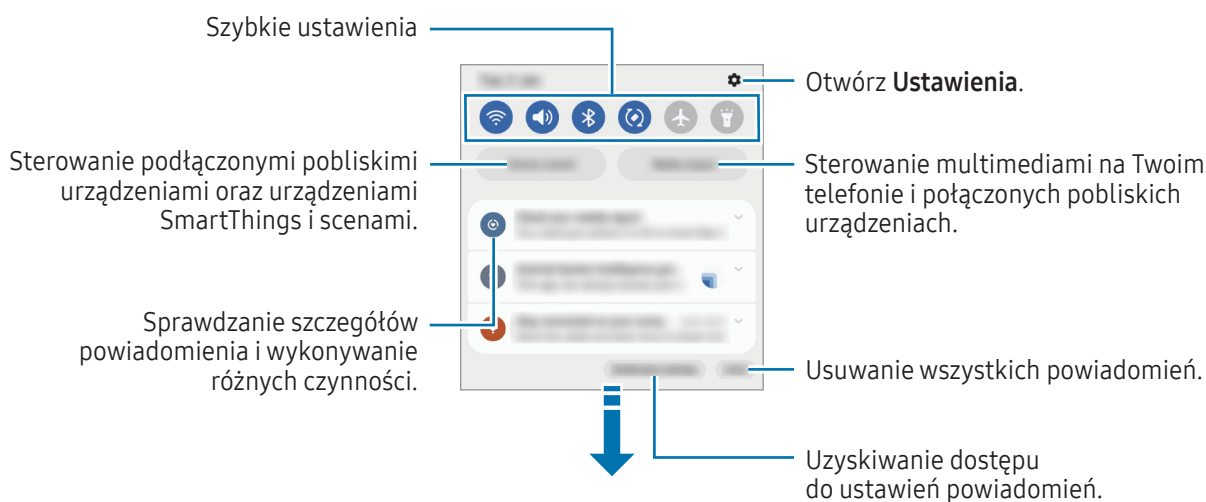 Szybkie ustawienia
Otwórz Ustawienia.
Sterowanie podłączonymi pobliskimi
urządzeniami oraz urządzeniami
SmartThings i scenami.
Sterowanie multimediami na Twoim
telefonie i połączonych pobliskich
urządzeniach.
Sprawdzanie szczegółów
powiadomienia i wykonywanie
różnych czynności.
Usuwanie wszystkich powiadomień.
Uzyskiwanie dostępu
do ustawień powiadomień.